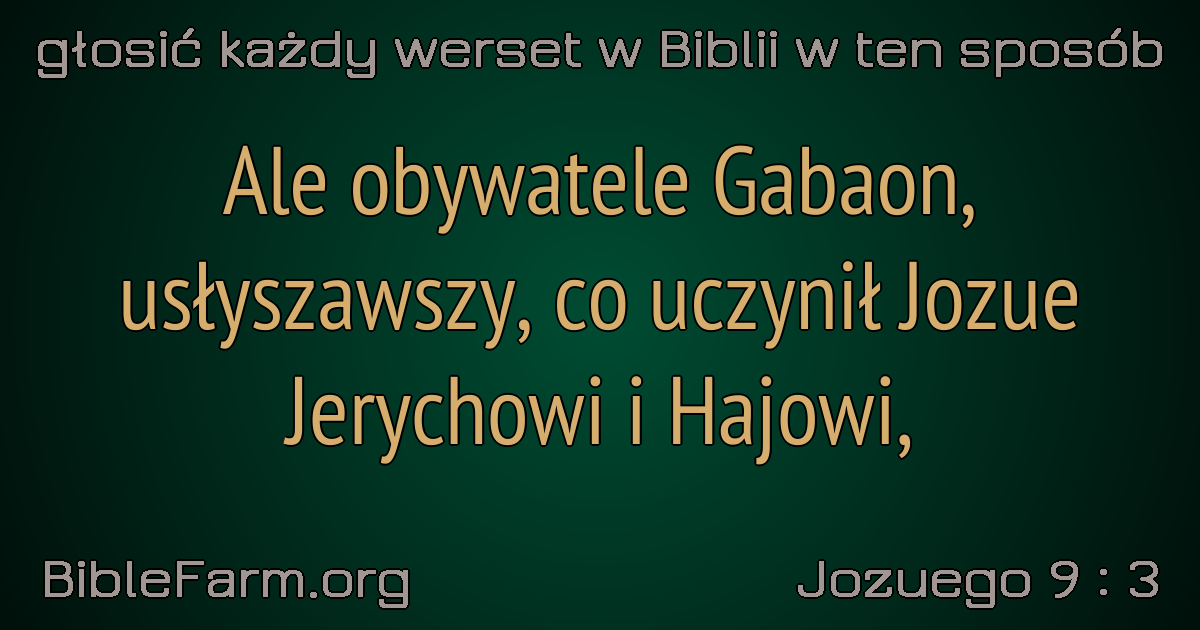 głosić każdy werset w Biblii w ten sposób
Ale obywatele Gabaon,
usłyszawszy, co uczynił Jozue
Jerychowi i Hajowi,
BibleFarm.org
Jozuego 9 : 3